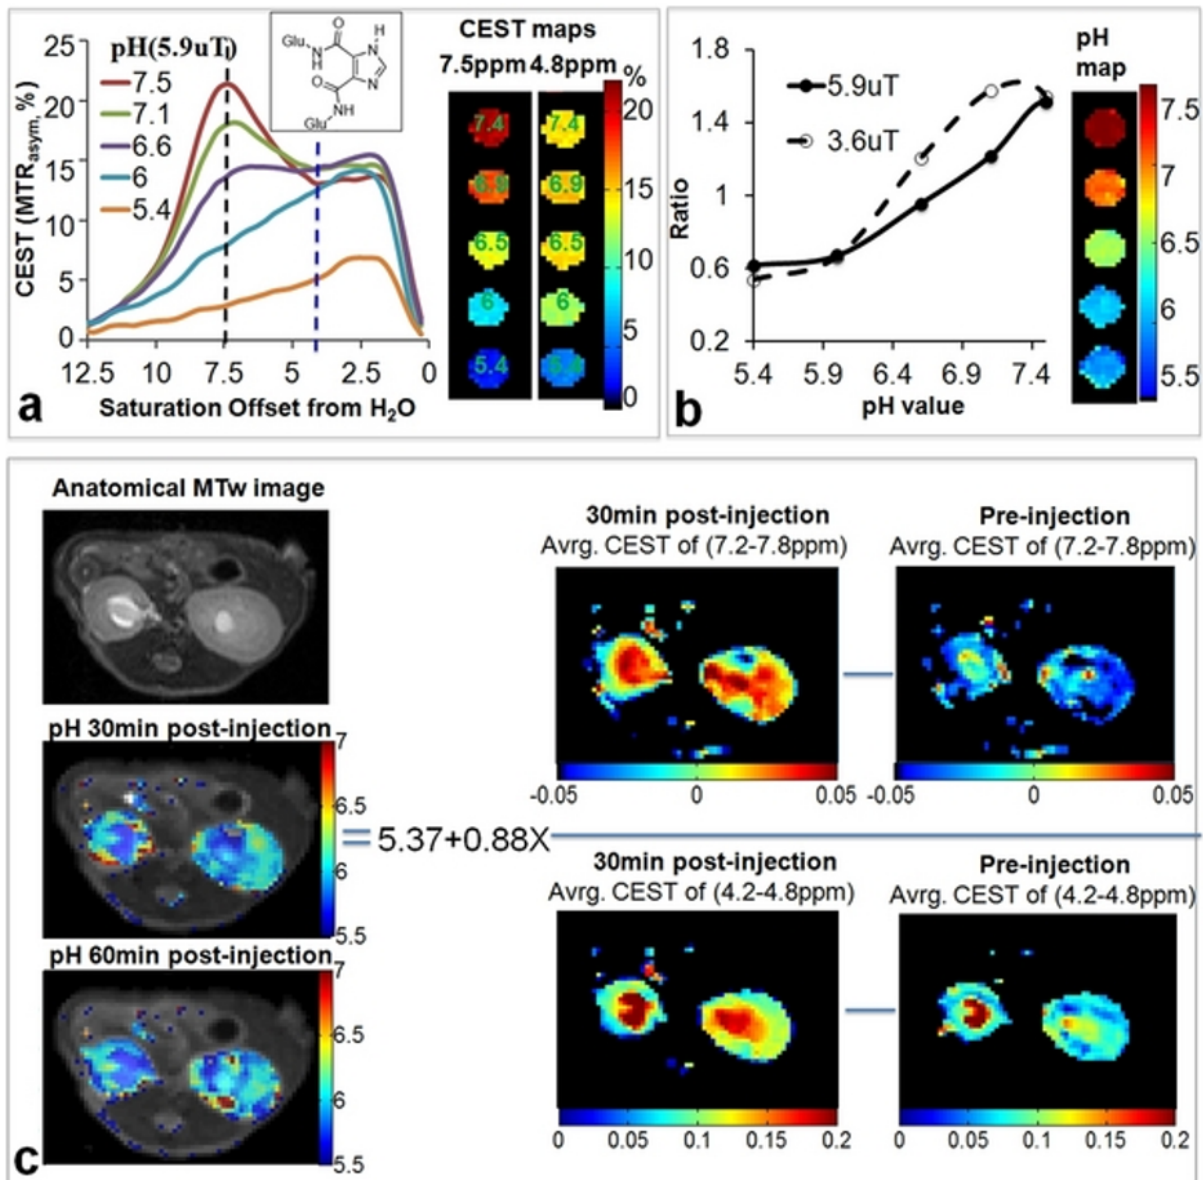 25
20
15
10
5
0
pH(5.9uT)
7.5
7.1
6.6
6
5.4
CEST (MTRasym, %)
12.5 10 7.5 5 2.5 0
Saturation Offset from H₂O
a
O
H
Glu
N
N
H
O
N
NH
Glu
CEST maps
7.5ppm 4.8ppm
%
7.4 7.4
6.9 6.9
6.5 6.5
6 6
5.4 5.4
20
15
10
5
0
1.8
1.4
1
0.6
0.2
Ratio
5.9uT
3.6uT
5.4 5.9 6.4 6.9 7.4
pH value
b
pH
map
7.5
7
6.5
6
5.5
Anatomical MTw image
pH 30min post-injection
7
6.5
6
5.5
pH 60min post-injection
7
6.5
6
5.5
c
= 5.37+0.88X
30min post-injection
Avrg. CEST of (7.2-7.8ppm)
-0.05 0 0.05
Pre-injection
Avrg. CEST of (7.2-7.8ppm)
-0.05 0 0.05
30min post-injection
Avrg. CEST of (4.2-4.8ppm)
0 0.05 0.1 0.15 0.2
Pre-injection
Avrg. CEST of (4.2-4.8ppm)
0 0.05 0.1 0.15 0.2